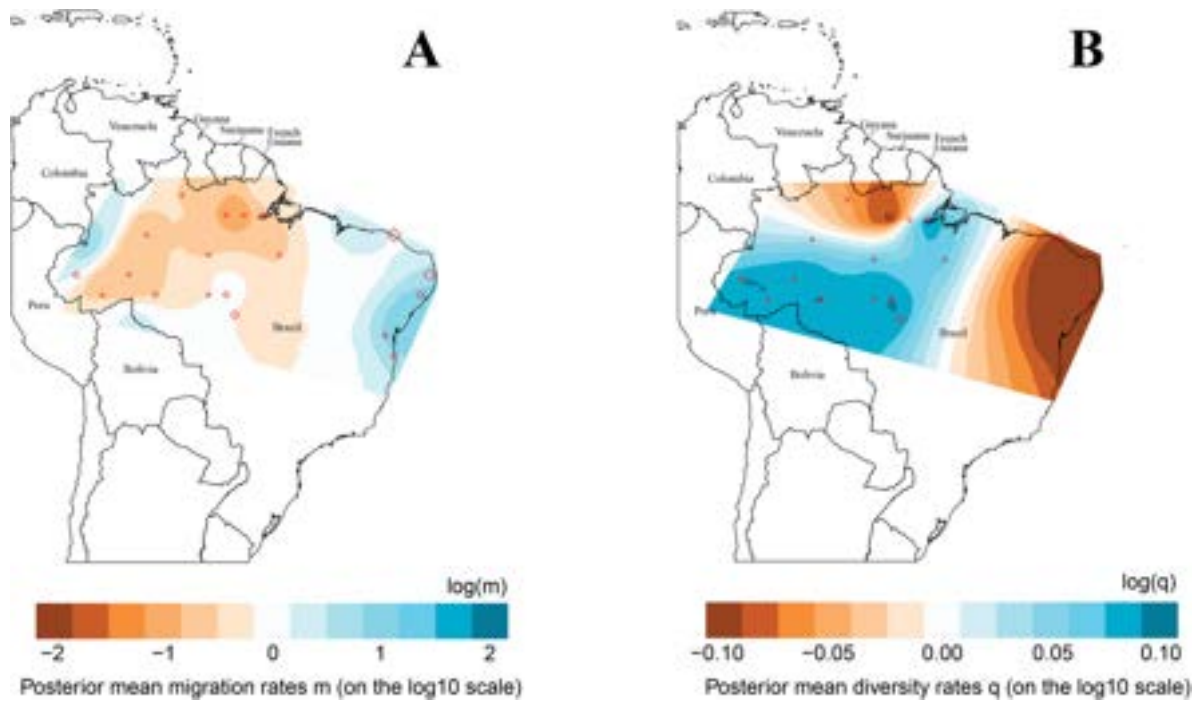 A
Venezuela
Guyana
Suriname
French
Guiana
Colombia
Peru
Brazil
Bolivia
log(m)
−2 −1 0 1 2
Posterior mean migration rates m (on the log10 scale)
B
Venezuela
Guyana
Suriname
French
Guiana
Colombia
Peru
Brazil
Bolivia
log(q)
−0.10 −0.05 0.00 0.05 0.10
Posterior mean diversity rates q (on the log10 scale)